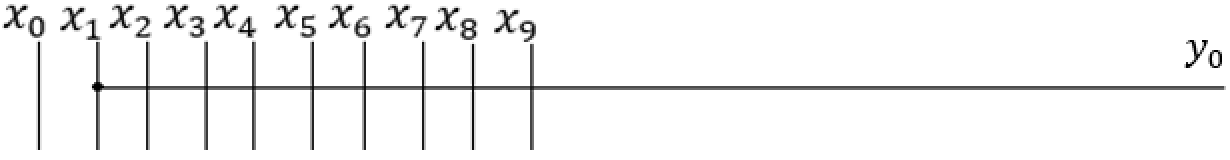 x₀ x₁ x₂ x₃ x₄ x₅ x₆ x₇ x₈ x₉
y₀